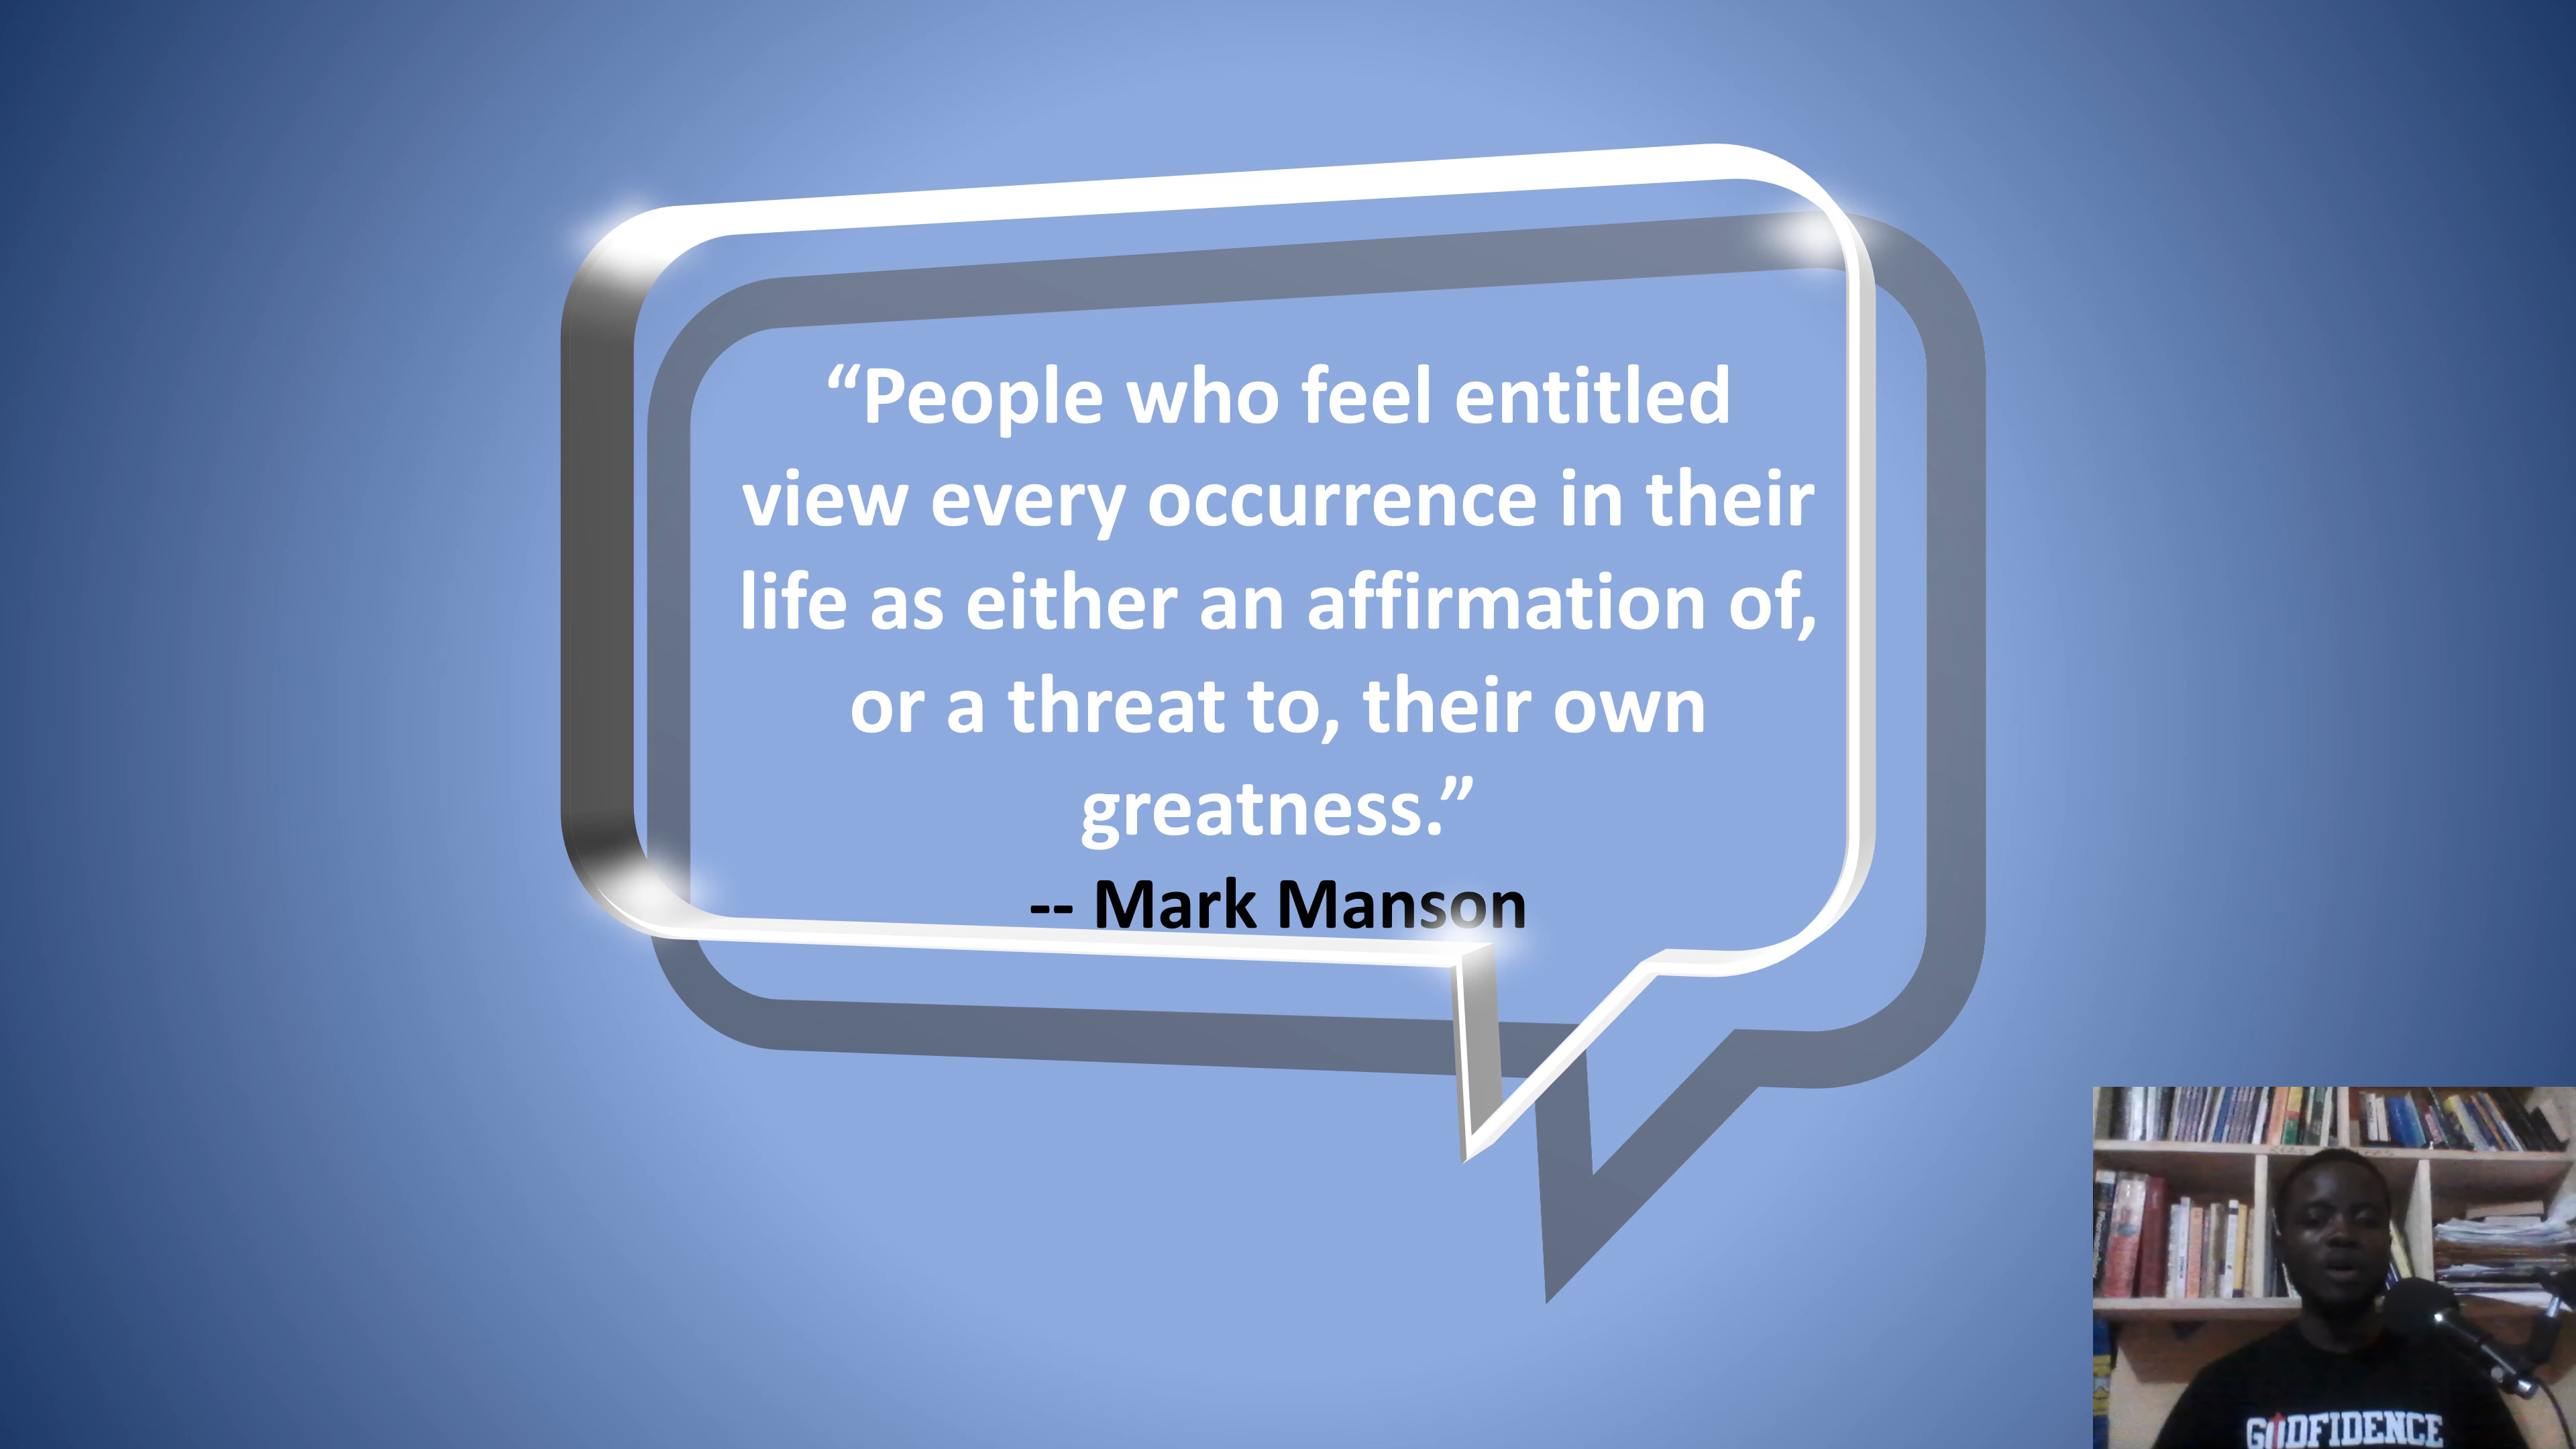 “People who feel entitled
view every occurrence in their
life as either an affirmation of,
or a threat to, their own
greatness.”
-- Mark Manson
GODFIDENCE